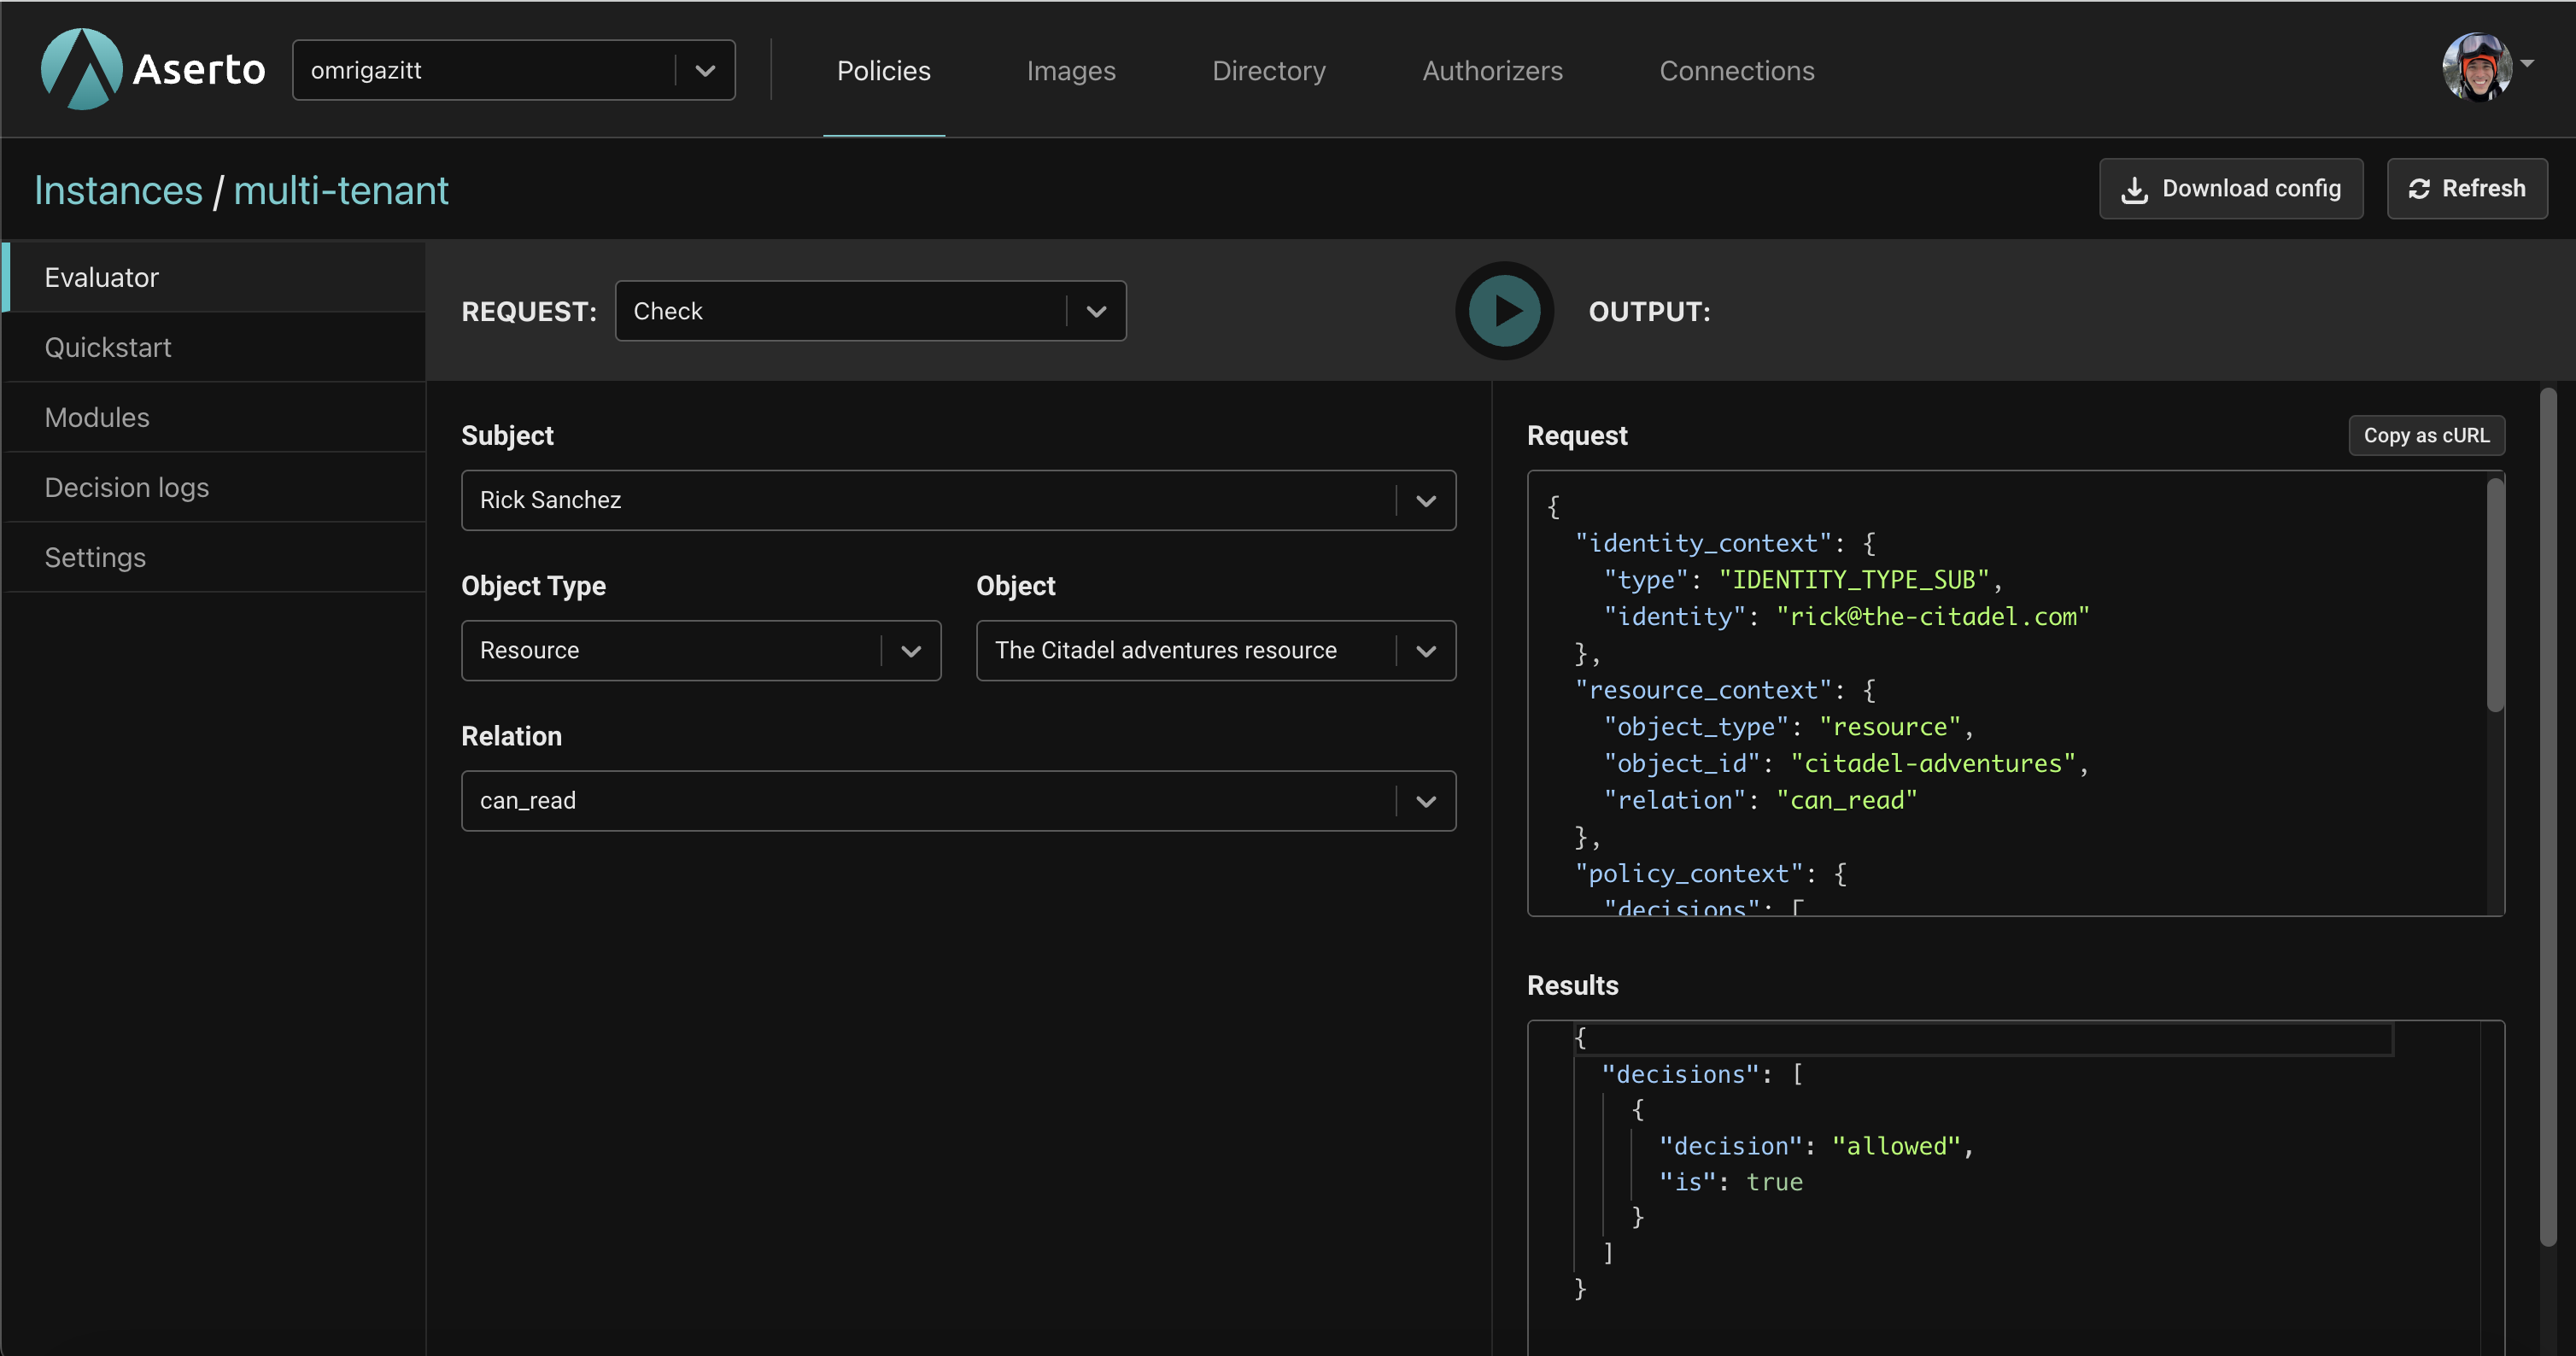 Aserto
omrigazitt
Policies
Images
Directory
Authorizers
Connections
Instances / multi-tenant
Download config
Refresh
Evaluator
Quickstart
Modules
Decision logs
Settings
REQUEST:
Check
OUTPUT:
Subject
Rick Sanchez
Object Type
Object
Resource
The Citadel adventures resource
Relation
can_read
Request
Copy as cURL
{
  "identity_context": {
    "type": "IDENTITY_TYPE_SUB",
    "identity": "rick@the-citadel.com"
  },
  "resource_context": {
    "object_type": "resource",
    "object_id": "citadel-adventures",
    "relation": "can_read"
  },
  "policy_context": {
    "decisions": [
Results
{
  "decisions": [
    {
      "decision": "allowed",
      "is": true
    }
  ]
}